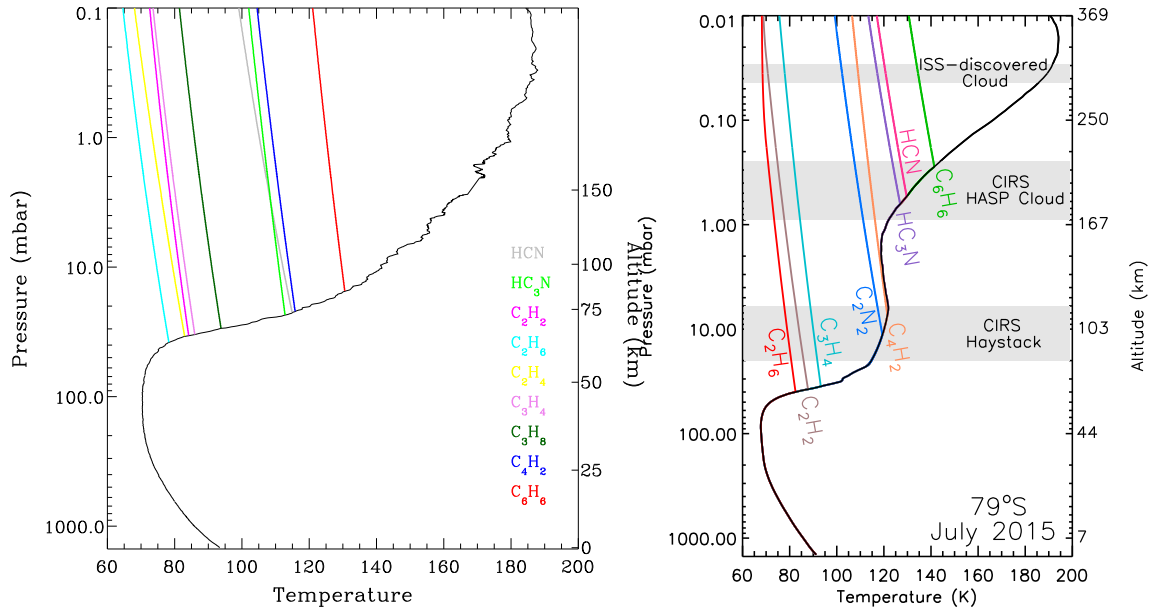 0.1
1.0
10.0
100.0
1000.0
Pressure (mbar)
60 80 100 120 140 160 180 200
Temperature
150
100
75
50
25
0
Altitude (km)
HCN
HC₃N
C₂H₂
C₂H₆
C₂H₄
C₃H₄
C₃H₈
C₄H₂
C₆H₆
0.01
0.10
1.00
10.00
100.00
1000.00
Pressure (mbar)
60 80 100 120 140 160 180 200
Temperature (K)
369
250
167
103
44
7
Altitude (km)
ISS-discovered
Cloud
CIRS
HASP Cloud
CIRS
Haystack
HCN
C₆H₆
HC₃N
C₂N₂
C₄H₂
C₃H₄
C₂H₆
C₂H₂
79°S
July 2015